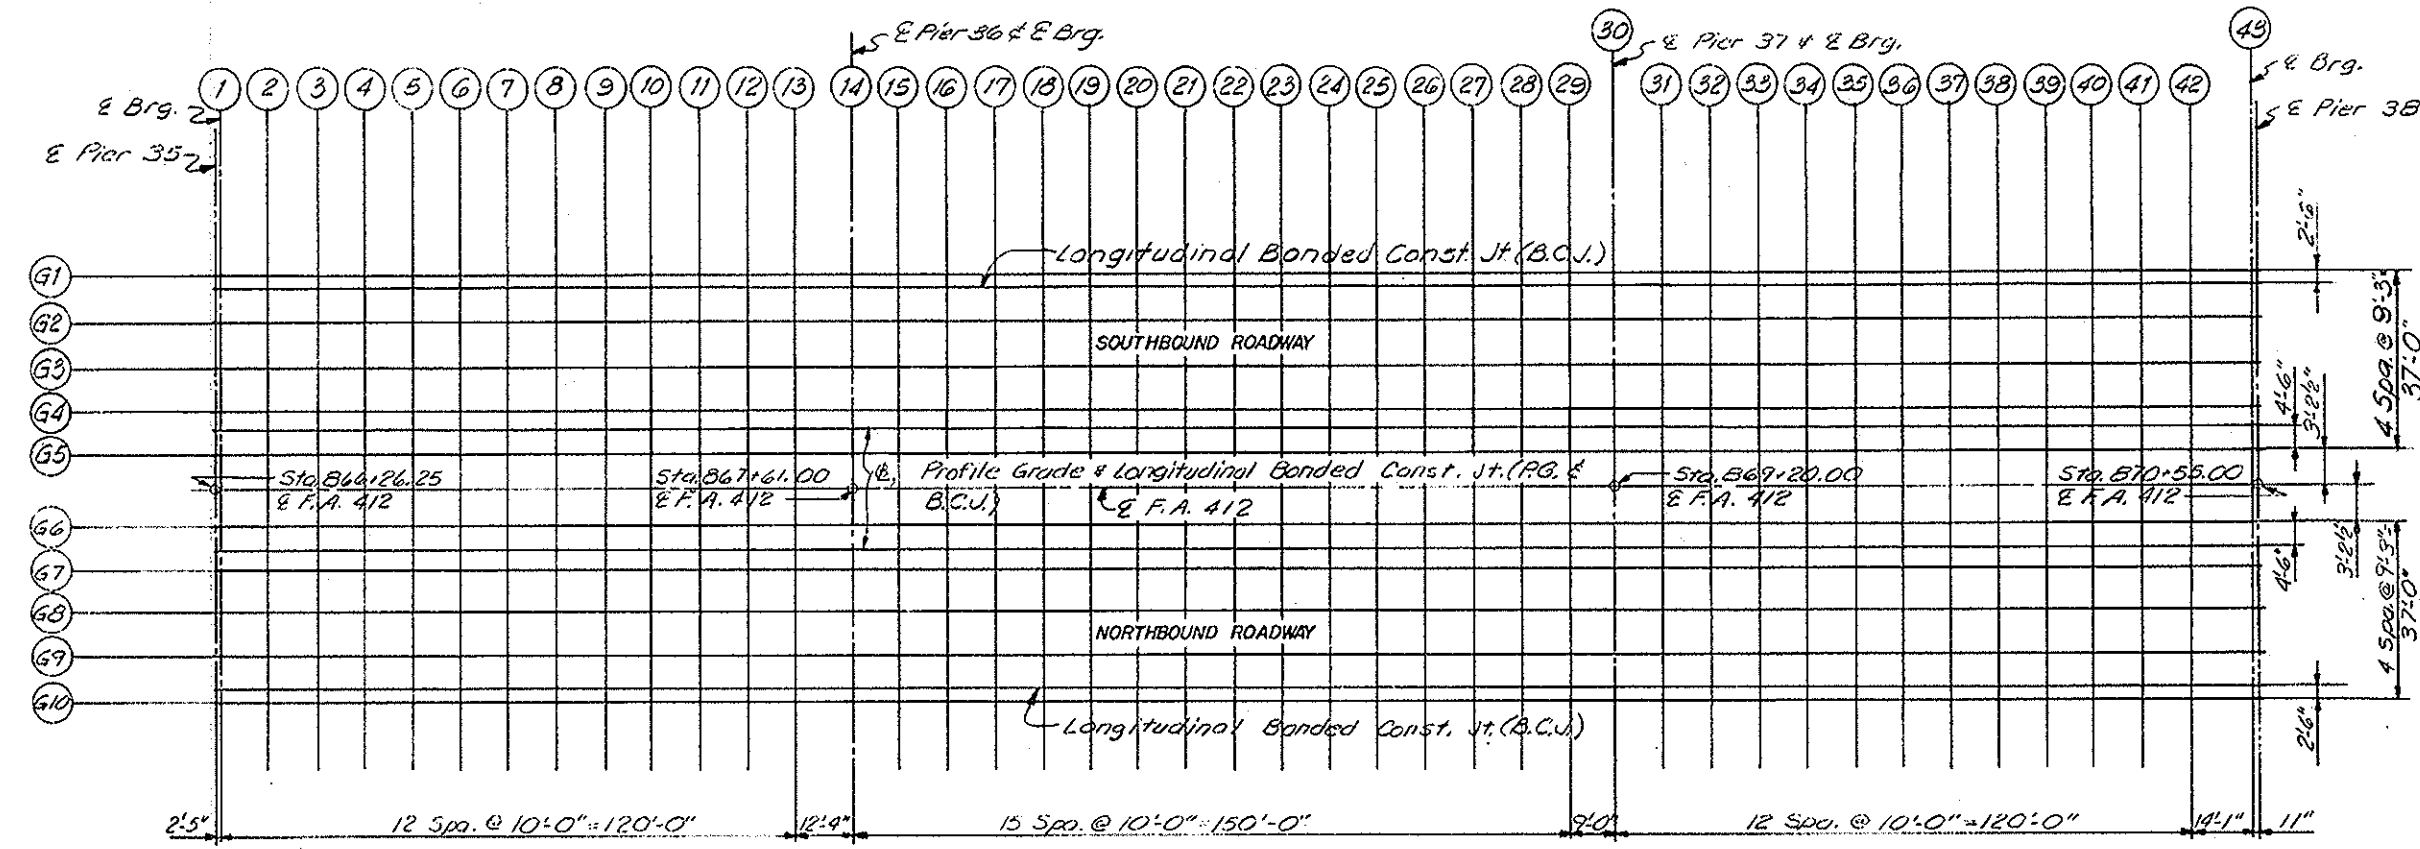 ℄ Pier 36 & ℄ Brg.
30
℄ Pier 37 & ℄ Brg.
43
1 2 3 4 5 6 7 8 9 10 11 12 13 14 15 16 17 18 19 20 21 22 23 24 25 26 27 28 29 31 32 33 34 35 36 37 38 39 40 41 42
℄ Brg.
℄ Brg.
℄ Pier 38
℄ Pier 35
2'-6"
Longitudinal Bonded Const. Jt. (B.C.J.)
G1
G2
SOUTHBOUND ROADWAY
4 Spa. @ 9'-3"
37'-0"
G3
G4
4'-6"
3'-2½"
G5
Sta. 866+26.25
℄ F.A. 412
Sta. 867+61.00
℄ F.A. 412
℄, Profile Grade & Longitudinal Bonded Const. Jt. (P.G. &
B.C.J.)
℄ F.A. 412
Sta. 869+20.00
℄ F.A. 412
Sta. 870+55.00
℄ F.A. 412
G6
G7
4'-6"
3'-2½"
4 Spa. @ 9'-3"
37'-0"
G8
NORTHBOUND ROADWAY
G9
G10
Longitudinal Bonded Const. Jt. (B.C.J.)
2'-6"
2'-5" 12 Spa. @ 10'-0" = 120'-0" 12'-4" 15 Spa. @ 10'-0" = 150'-0" 9'-0" 12 Spa. @ 10'-0" = 120'-0" 14'-1" 11"